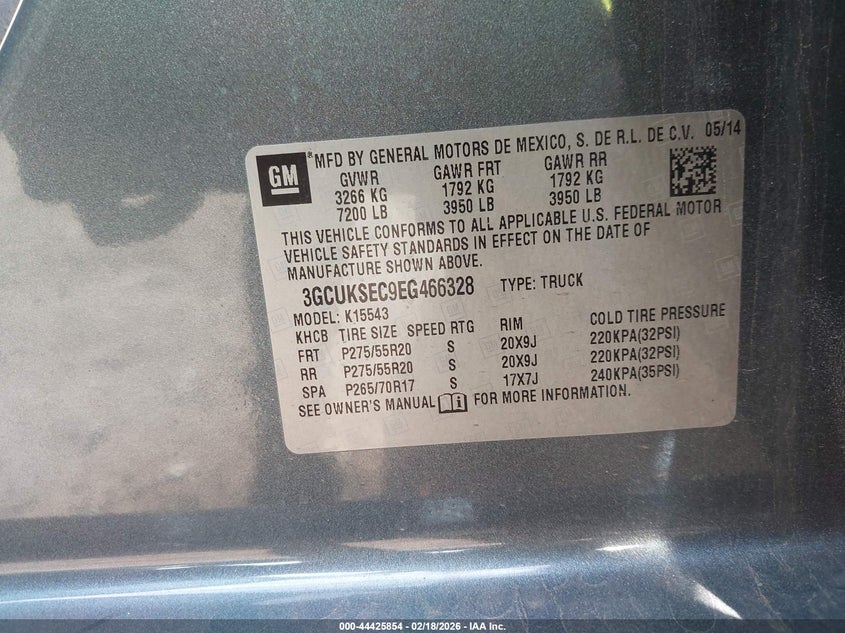 GM
® MFD BY GENERAL MOTORS DE MEXICO, S. DE R.L. DE C.V. 05/14
GVWR GAWR FRT GAWR RR
3266 KG 1792 KG 1792 KG
7200 LB 3950 LB 3950 LB
THIS VEHICLE CONFORMS TO ALL APPLICABLE U.S. FEDERAL MOTOR
VEHICLE SAFETY STANDARDS IN EFFECT ON THE DATE OF
MANUFACTURE SHOWN ABOVE.
3GCUKSEC9EG466328 TYPE: TRUCK
MODEL: K15543
KHCB TIRE SIZE SPEED RTG RIM COLD TIRE PRESSURE
FRT P275/55R20 S 20X9J 220KPA(32PSI)
RR P275/55R20 S 20X9J 220KPA(32PSI)
SPA P265/70R17 S 17X7J 240KPA(35PSI)
SEE OWNER'S MANUAL FOR MORE INFORMATION.
000-44425854 - 02/18/2026 - IAA Inc.